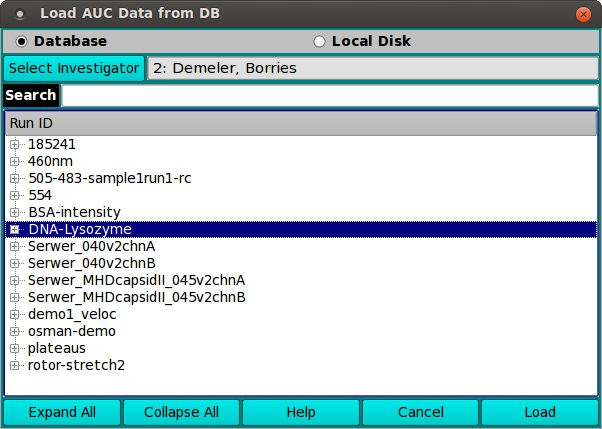 Load AUC Data from DB
Database Local Disk
Select Investigator 2: Demeler, Borries
Search
Run ID
185241
460nm
505-483-sample1run1-rc
554
BSA-intensity
DNA-Lysozyme
Serwer_040v2chnA
Serwer_040v2chnB
Serwer_MHDcapsidII_045v2chnA
Serwer_MHDcapsidII_045v2chnB
demo1_veloc
osman-demo
plateaus
rotor-stretch2
Expand All Collapse All Help Cancel Load